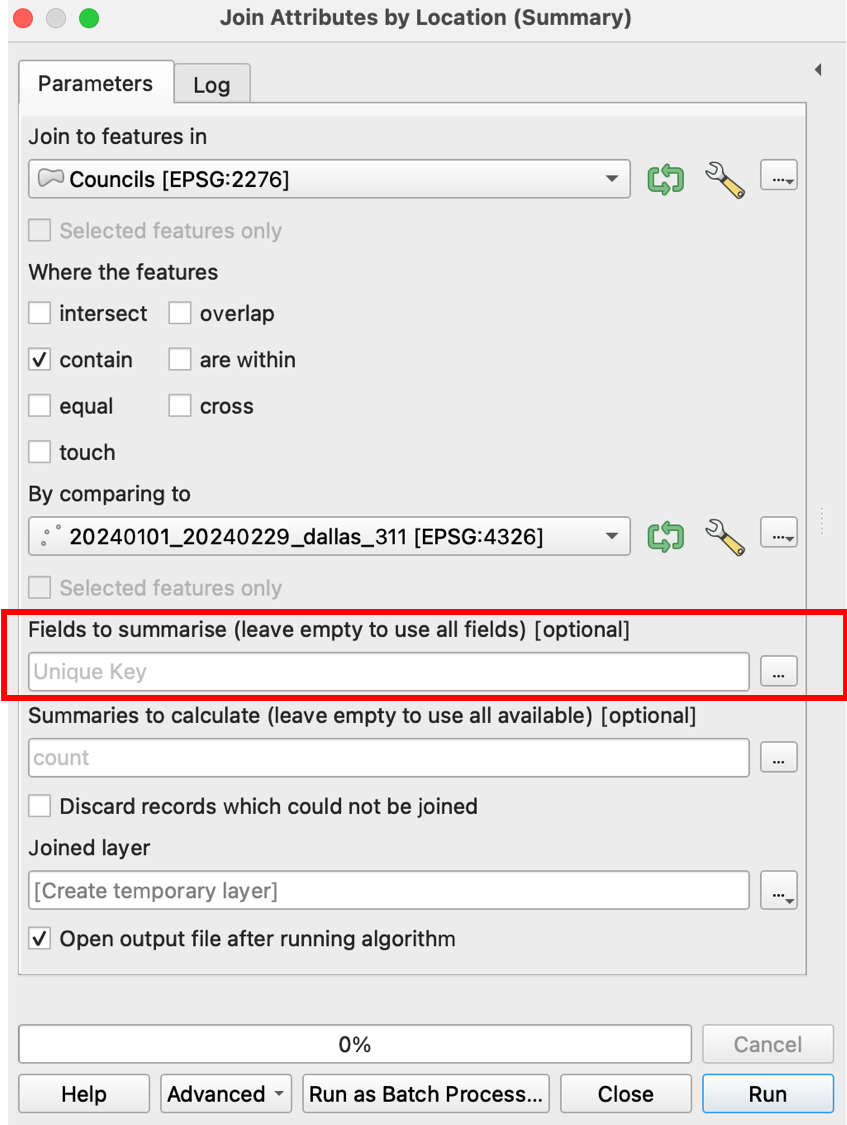 Join Attributes by Location (Summary)
Parameters
Log
Join to features in
Councils [EPSG:2276]
...
Selected features only
Where the features
intersect
overlap
contain
are within
equal
cross
touch
By comparing to
20240101_20240229_dallas_311 [EPSG:4326]
...
Selected features only
Fields to summarise (leave empty to use all fields) [optional]
Unique Key
...
Summaries to calculate (leave empty to use all available) [optional]
count
...
Discard records which could not be joined
Joined layer
[Create temporary layer]
...
Open output file after running algorithm
0%
Cancel
Help
Advanced
Run as Batch Process...
Close
Run